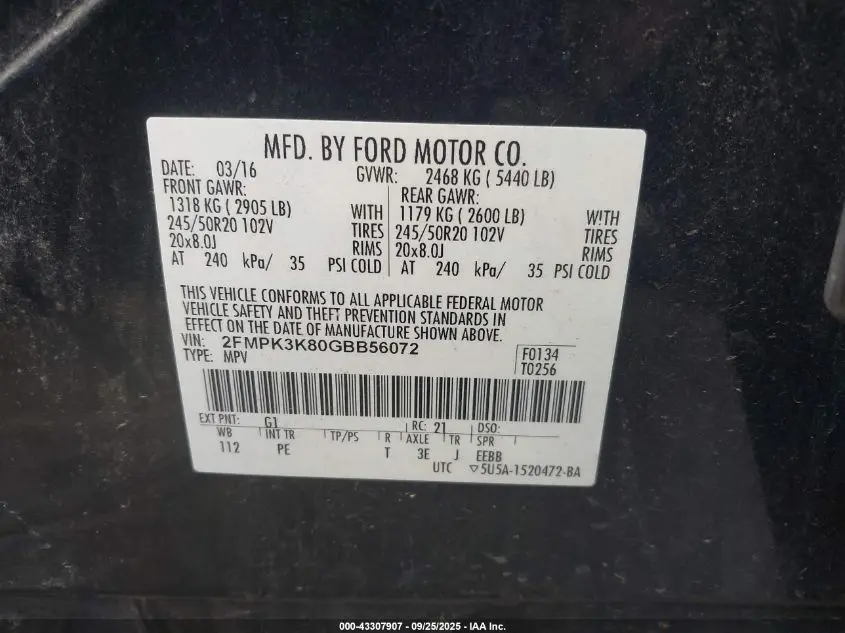 MFD. BY FORD MOTOR CO.
DATE: 03/16 GVWR: 2468 KG ( 5440 LB)
FRONT GAWR: REAR GAWR:
1318 KG ( 2905 LB) WITH 1179 KG ( 2600 LB) WITH
245/50R20 102V TIRES 245/50R20 102V TIRES
20x8.0J RIMS 20x8.0J RIMS
AT 240 kPa/ 35 PSI COLD AT 240 kPa/ 35 PSI COLD
THIS VEHICLE CONFORMS TO ALL APPLICABLE FEDERAL MOTOR
VEHICLE SAFETY AND THEFT PREVENTION STANDARDS IN
EFFECT ON THE DATE OF MANUFACTURE SHOWN ABOVE.
VIN: 2FMPK3K80GBB56072
TYPE: MPV
F0134
T0256
EXT PNT: G1 RC: 21 DSO:
WB INT TR TP/PS R AXLE TR SPR
112 PE T 3E J EEBB
UTC ▽5U5A-1520472-BA
000-43307907 - 09/25/2025 - IAA Inc.